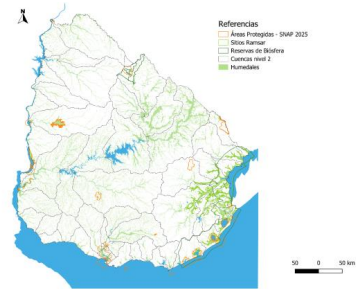 N
Referencias
Áreas Protegidas - SNAP 2025
Sitios Ramsar
Reservas de Biósfera
Cuencas nivel 2
Humedales
50 0 50 km